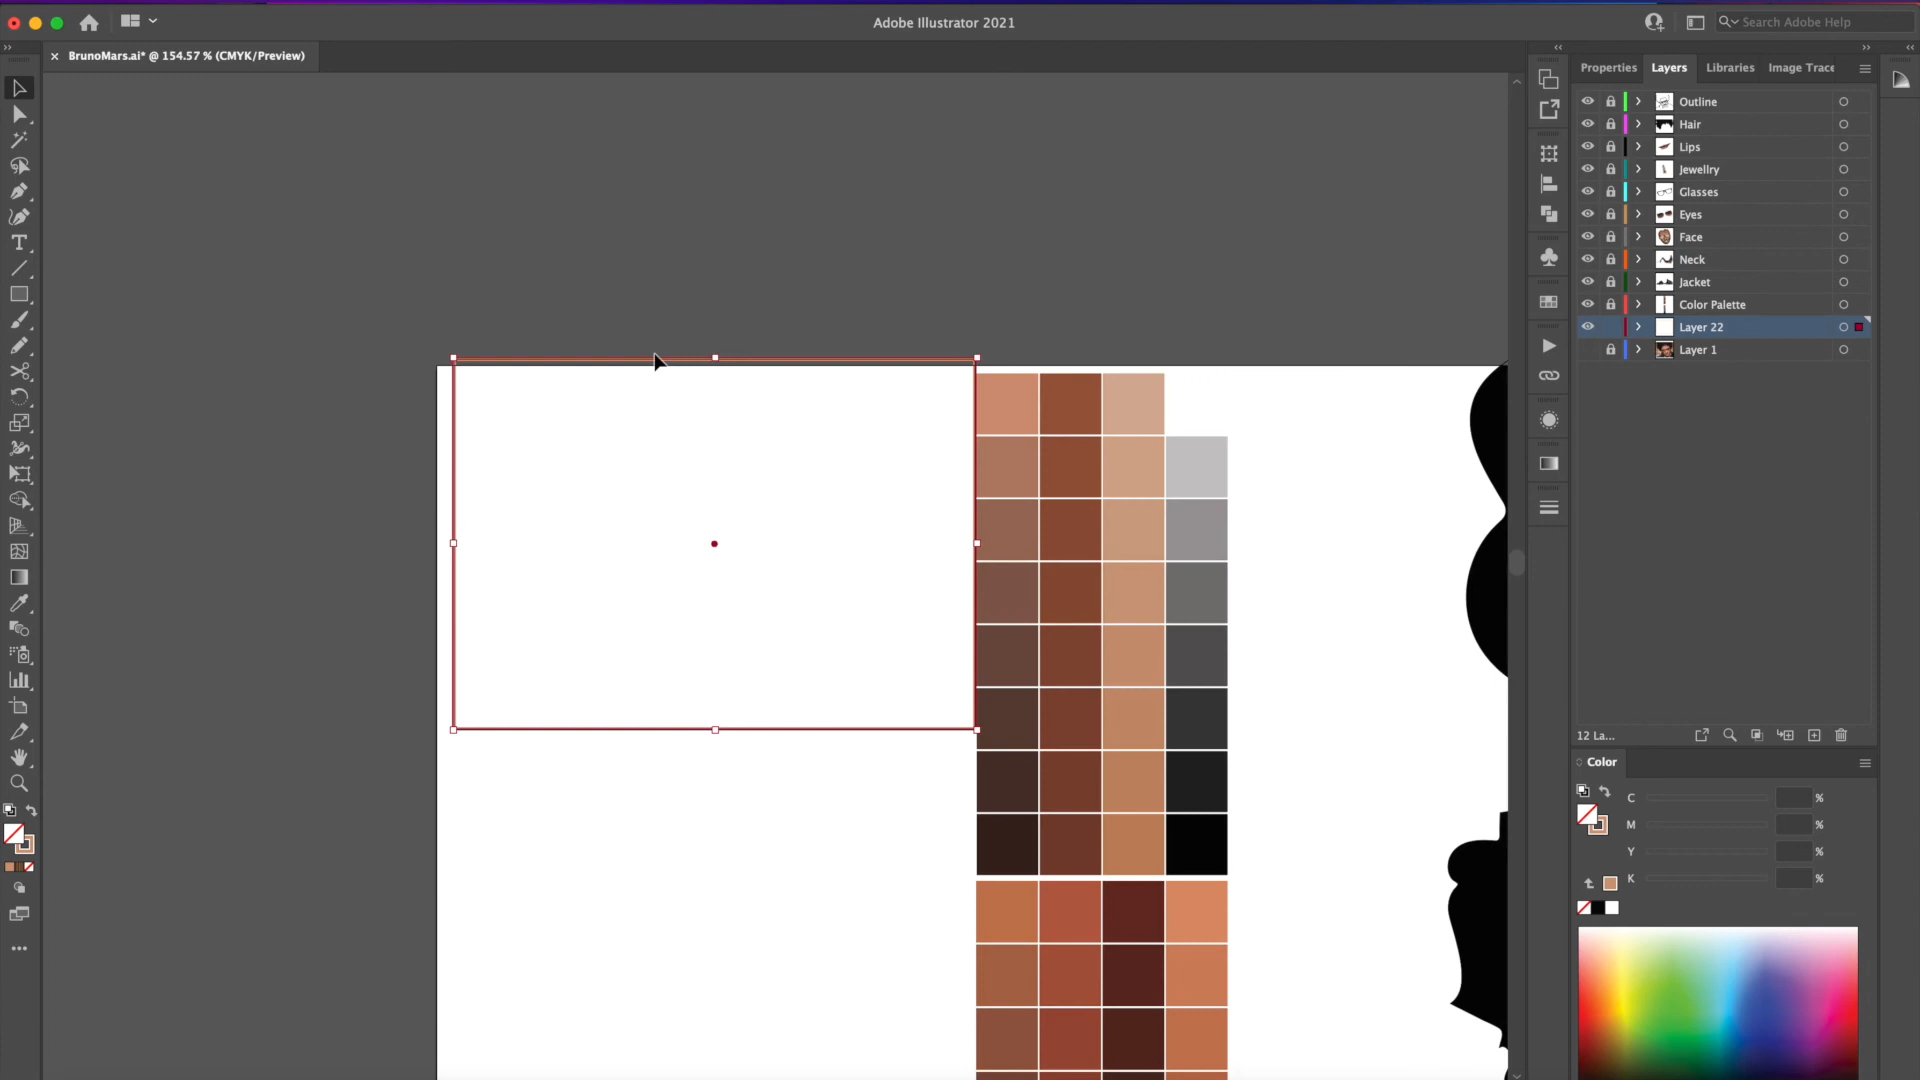 Adobe Illustrator 2021
Search Adobe Help
BrunoMars.ai* @ 154.57 % (CMYK/Preview)
Properties Layers Libraries Image Trace
Outline
Hair
Lips
Jewellry
Glasses
Eyes
Face
Neck
Jacket
Color Palette
Layer 22
Layer 1
12 La...
Color
C %
M %
Y %
K %